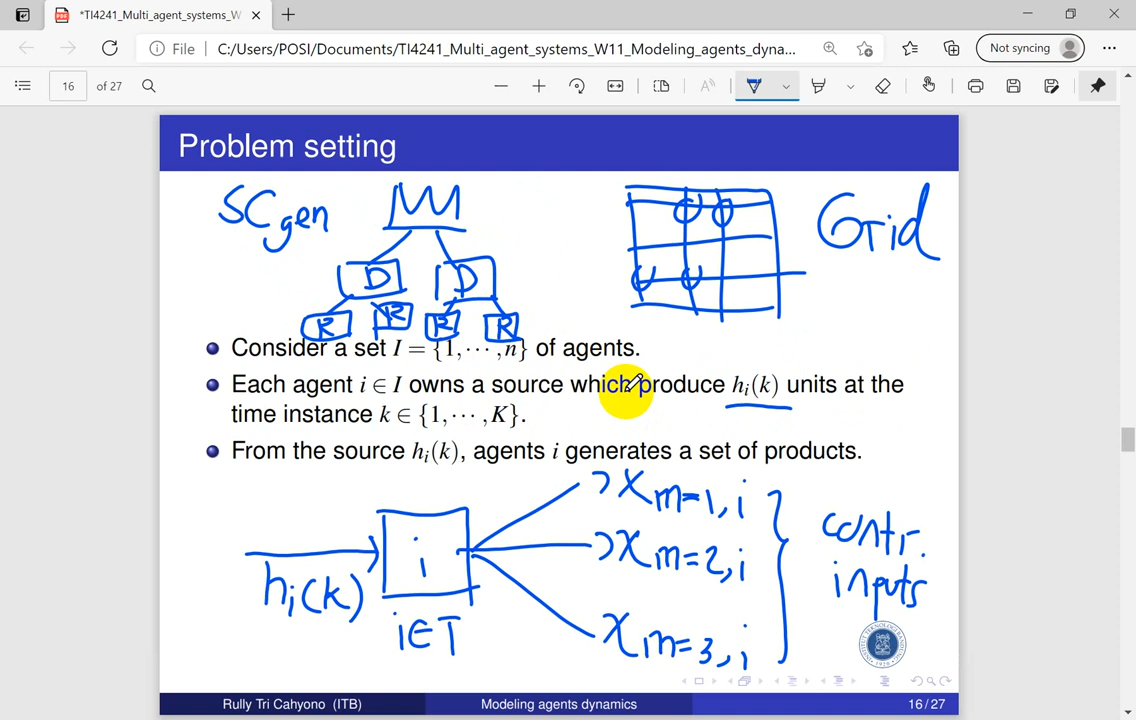 *TI4241_Multi_agent_systems_W
File
C:/Users/POSI/Documents/TI4241_Multi_agent_systems_W11_Modeling_agents_dyna...
Not syncing
16 of 27
Problem setting
SC gen
Grid
D D
R R R R
Consider a set I = {1, ⋯ , n} of agents.
Each agent i ∈ I owns a source which produce hi(k) units at the
time instance k ∈ {1, ⋯ , K}.
From the source hi(k), agents i generates a set of products.
hi(k)
i
i∈I
xm=1,i
xm=2,i
xm=3,i
contr.
inputs
Rully Tri Cahyono (ITB)
Modeling agents dynamics
16 / 27